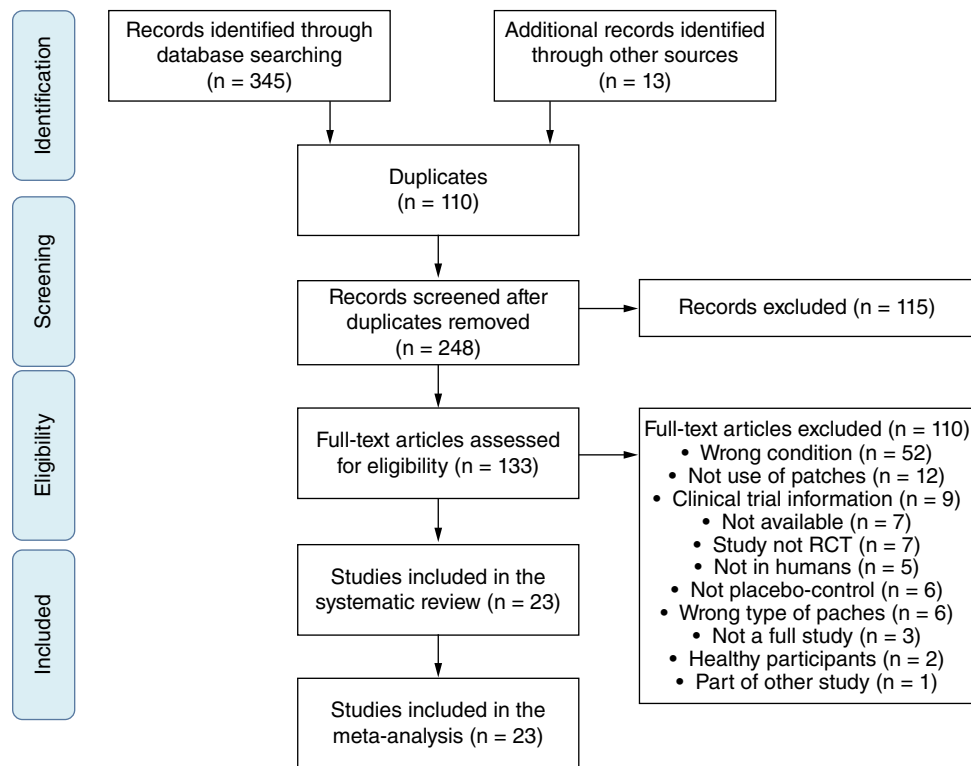 Identification
Records identified through
database searching
(n = 345)
Additional records identified
through other sources
(n = 13)
Duplicates
(n = 110)
Screening
Records screened after
duplicates removed
(n = 248)
Records excluded (n = 115)
Eligibility
Full-text articles assessed
for eligibility (n = 133)
Full-text articles excluded (n = 110)
• Wrong condition (n = 52)
• Not use of patches (n = 12)
• Clinical trial information (n = 9)
• Not available (n = 7)
• Study not RCT (n = 7)
• Not in humans (n = 5)
• Not placebo-control (n = 6)
• Wrong type of paches (n = 6)
• Not a full study (n = 3)
• Healthy participants (n = 2)
• Part of other study (n = 1)
Included
Studies included in the
systematic review (n = 23)
Studies included in the
meta-analysis (n = 23)